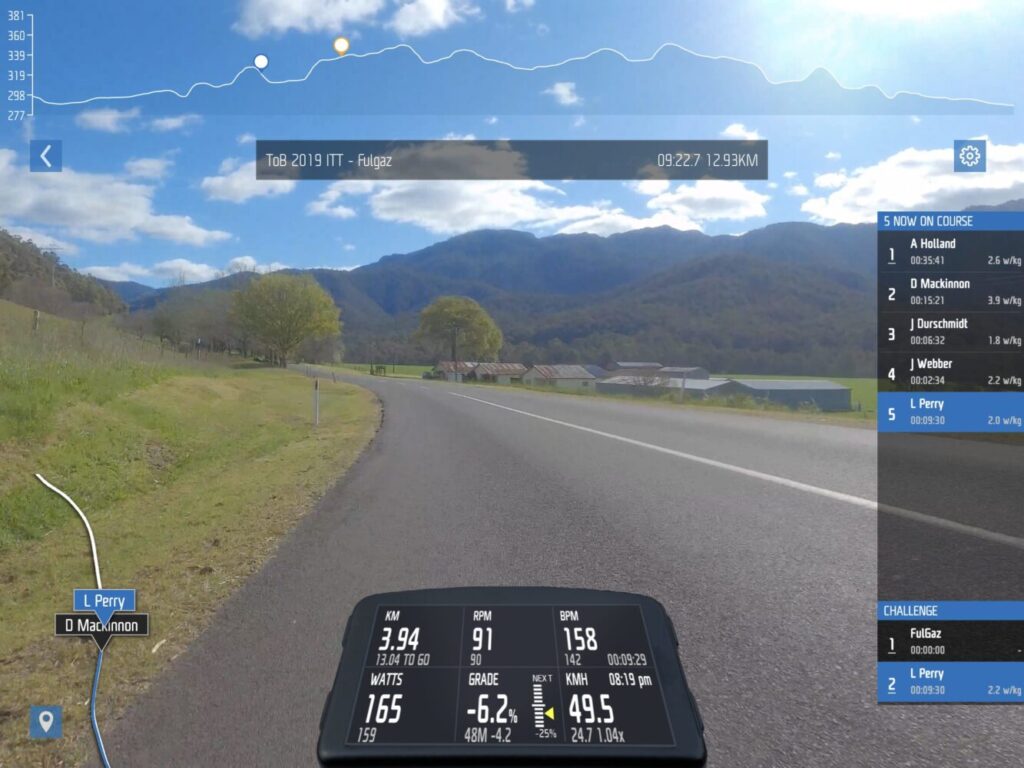 381
360
339
319
298
277
ToB 2019 ITT - Fulgaz 09:22.7 12.93KM
5 NOW ON COURSE
1 A Holland
00:35:41 2.6 w/kg
2 D Mackinnon
00:15:21 3.9 w/kg
3 J Durschmidt
00:06:32 1.8 w/kg
4 J Webber
00:02:34 2.2 w/kg
5 L Perry
00:09:30 2.0 w/kg
L Perry
D Mackinnon
CHALLENGE
1 FulGaz
00:00:00 -
2 L Perry
00:09:30 2.2 w/kg
KM RPM BPM
3.94 91 158
13.04 TO GO 90 142 00:09:29
WATTS GRADE NEXT KMH 08:19 pm
165 -6.2% 49.5
159 48M -4.2 -25% 24.7 1.04x